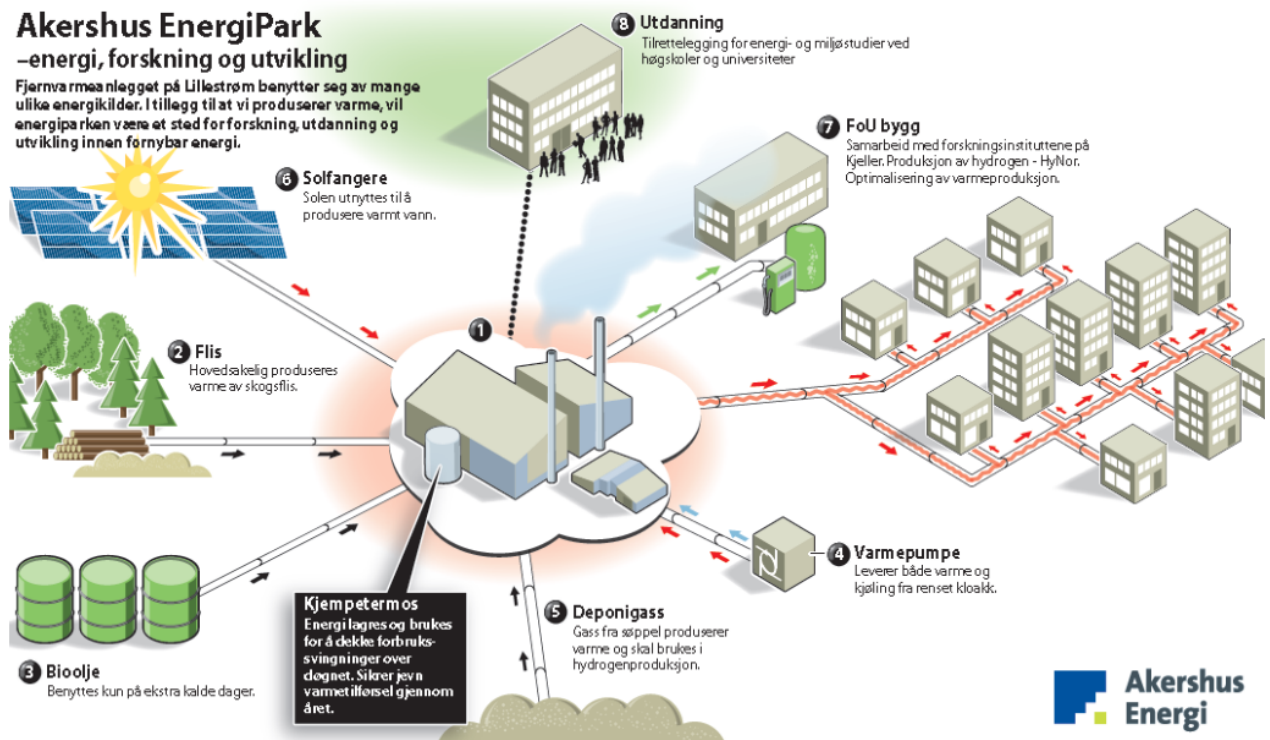 Akershus EnergiPark
–energi, forskning og utvikling
Fjernvarmeanlegget på Lillestrøm benytter seg av mange
ulike energikilder. I tillegg til at vi produserer varme, vil
energiparken være et sted for forskning, utdanning og
utvikling innen fornybar energi.
8 Utdanning
Tilrettelegging for energi- og miljøstudier ved
høgskoler og universiteter
7 FoU bygg
Samarbeid med forskningsinstituttene på
Kjeller. Produksjon av hydrogen - HyNor.
Optimalisering av varmeproduksjon.
6 Solfangere
Solen utnyttes til å
produsere varmt vann.
1
2 Flis
Hovedsakelig produseres
varme av skogsflis.
4 Varmepumpe
Leverer både varme og
kjøling fra renset kloakk.
Kjempetermos
Energi lagres og brukes
for å dekke forbruks-
svingninger over
døgnet. Sikrer jevn
varmetilførsel gjennom
året.
5 Deponigass
Gass fra søppel produserer
varme og skal brukes i
hydrogenproduksjon.
3 Bioolje
Benyttes kun på ekstra kalde dager.
Akershus
Energi